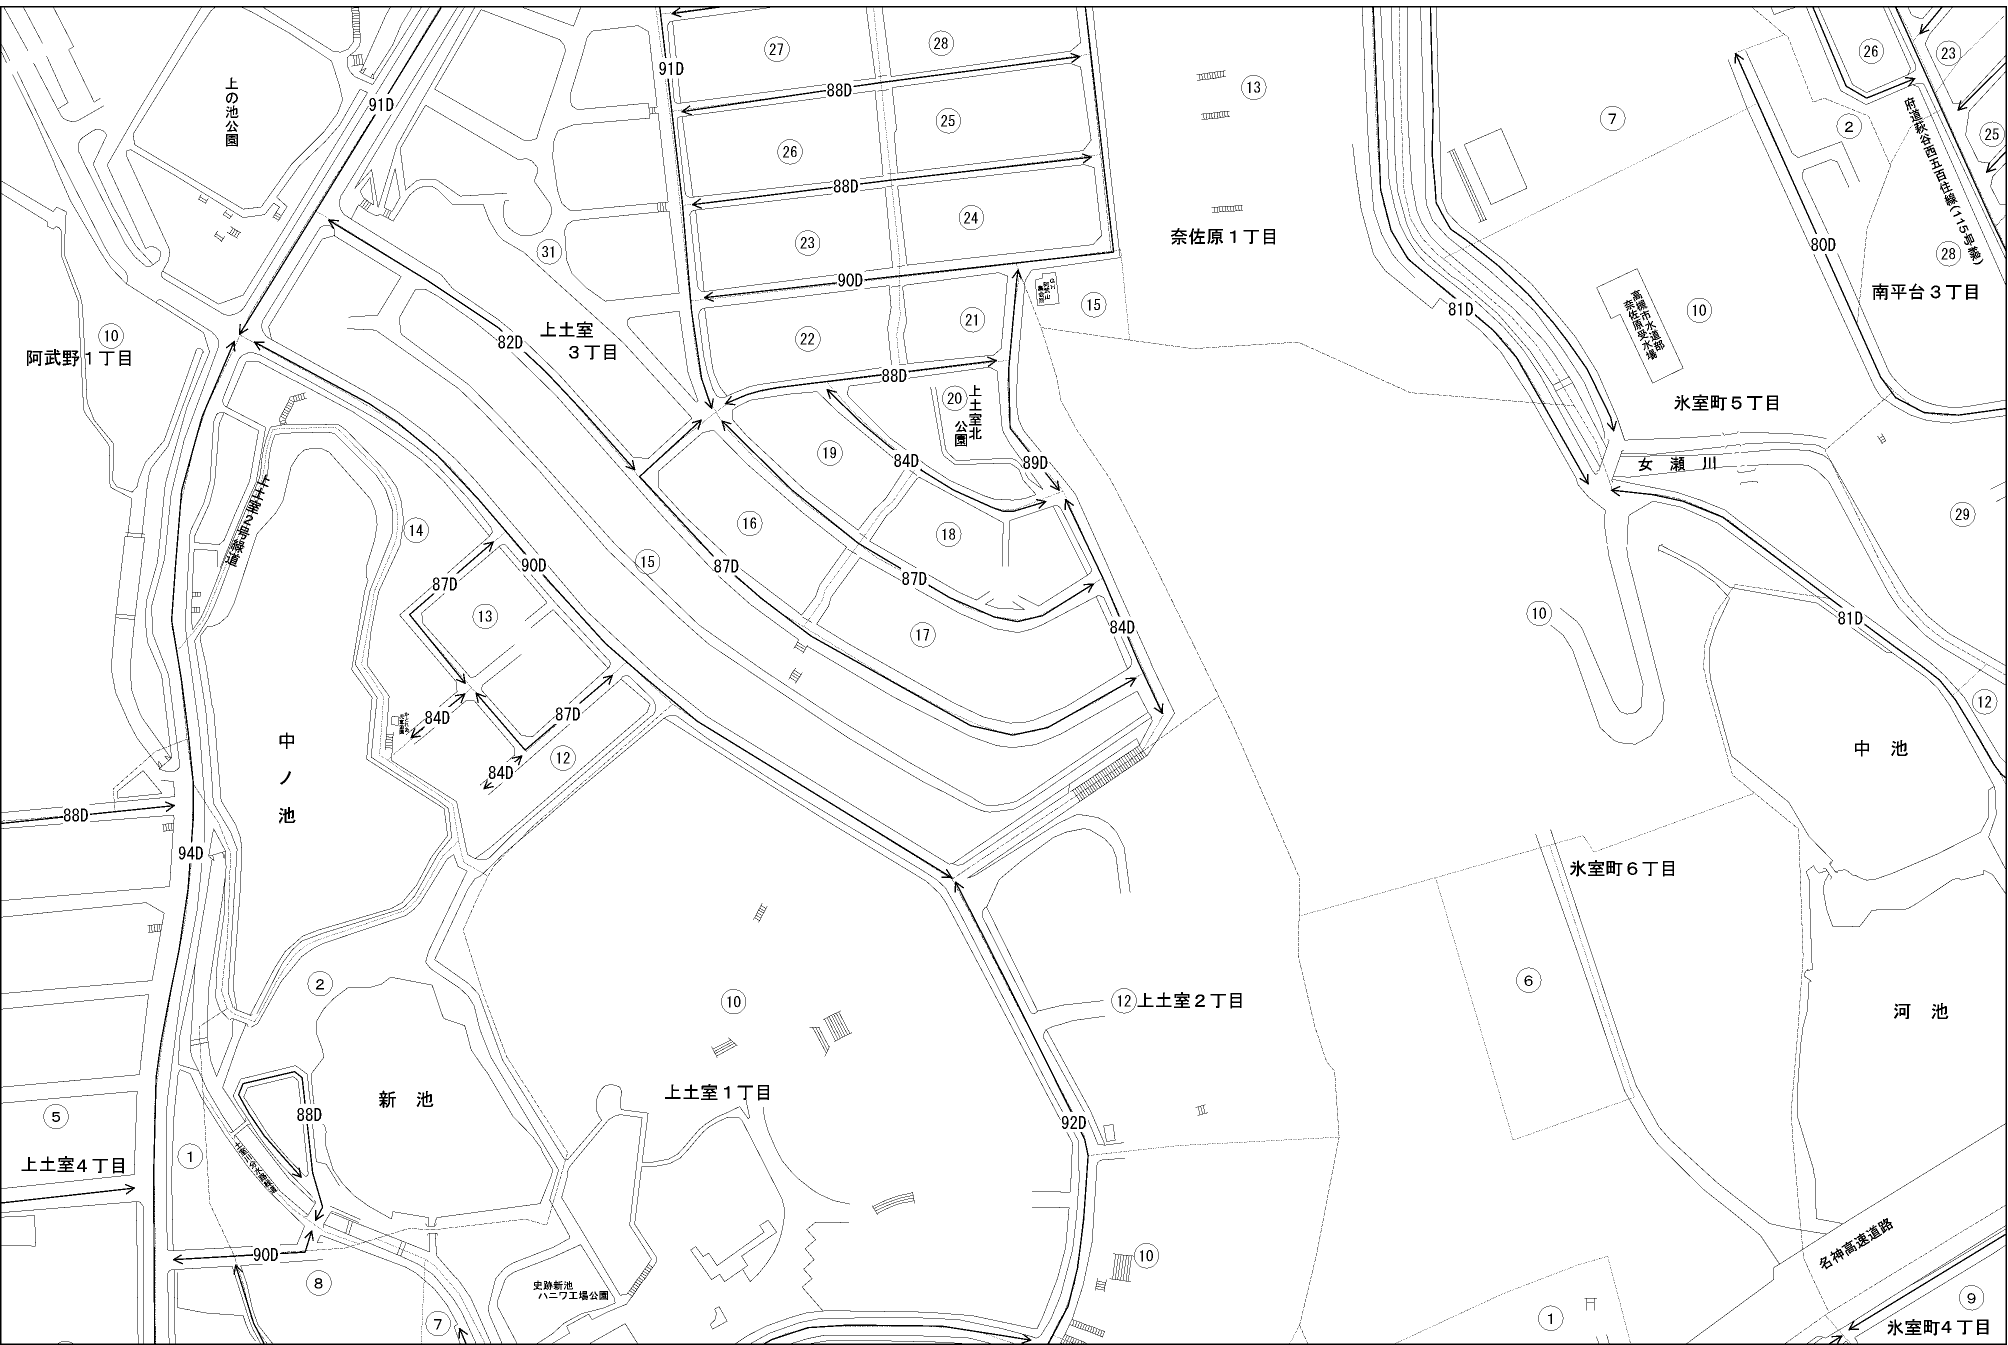 27
28
91D
88D
13
26
23
91D
上の池公園
府道萩谷西五百住線(115号線)
7
2
25
25
26
88D
24
23
奈佐原1丁目
80D
28
31
90D
15
南平台3丁目
81D
高槻市水道部
奈佐原受水場
10
10
阿武野1丁目
82D
上土室
3丁目
22
21
88D
20
上土室北
公園
氷室町5丁目
19
84D
89D
女瀬川
上土室2号緑道
14
16
18
29
15
87D
90D
87D
87D
13
17
84D
10
81D
84D
87D
12
84D
12
中ノ池
中池
88D
94D
氷室町6丁目
2
10
12
上土室2丁目
6
河池
新池
上土室1丁目
88D
5
92D
上土室4丁目
1
90D
8
10
史跡新池
ハニワ工場公園
7
名神高速道路
1
9
氷室町4丁目